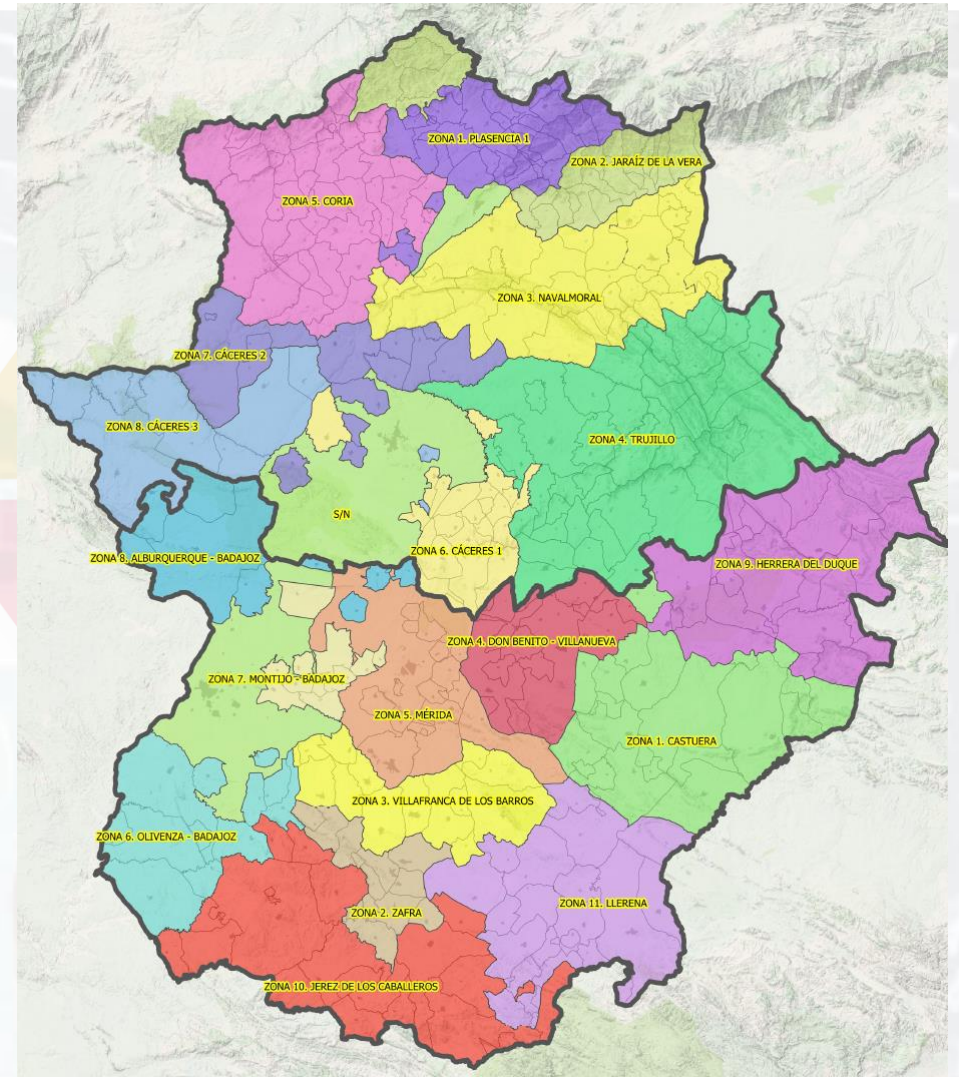 ZONA 1. PLASENCIA 1
ZONA 2. JARAÍZ DE LA VERA
ZONA 5. CORIA
ZONA 3. NAVALMORAL
ZONA 7. CÁCERES 2
ZONA 8. CÁCERES 3
ZONA 4. TRUJILLO
S/N
ZONA 6. CÁCERES 1
ZONA 8. ALBURQUERQUE - BADAJOZ
ZONA 9. HERRERA DEL DUQUE
ZONA 4. DON BENITO - VILLANUEVA
ZONA 7. MONTIJO - BADAJOZ
ZONA 5. MÉRIDA
ZONA 1. CASTUERA
ZONA 3. VILLAFRANCA DE LOS BARROS
ZONA 6. OLIVENZA - BADAJOZ
ZONA 11. LLERENA
ZONA 2. ZAFRA
ZONA 10. JEREZ DE LOS CABALLEROS